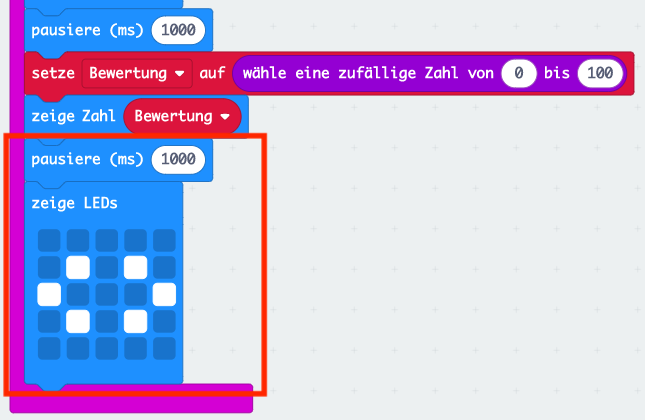 pausiere (ms) 1000
setze Bewertung auf wähle eine zufällige Zahl von 0 bis 100
zeige Zahl Bewertung
pausiere (ms) 1000
zeige LEDs